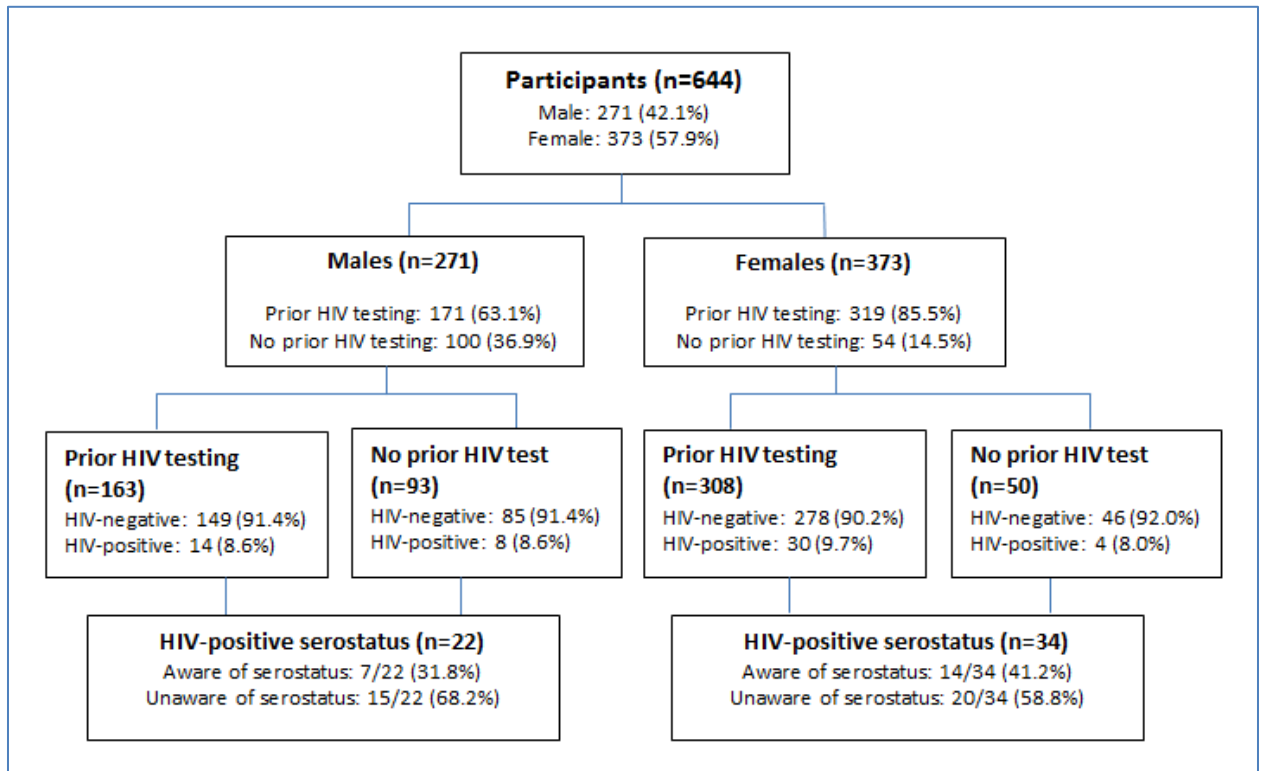 Participants (n=644)
Male: 271 (42.1%)
Female: 373 (57.9%)
Males (n=271)
Prior HIV testing: 171 (63.1%)
No prior HIV testing: 100 (36.9%)
Females (n=373)
Prior HIV testing: 319 (85.5%)
No prior HIV testing: 54 (14.5%)
Prior HIV testing
(n=163)
HIV-negative: 149 (91.4%)
HIV-positive: 14 (8.6%)
No prior HIV test
(n=93)
HIV-negative: 85 (91.4%)
HIV-positive: 8 (8.6%)
Prior HIV testing
(n=308)
HIV-negative: 278 (90.2%)
HIV-positive: 30 (9.7%)
No prior HIV test
(n=50)
HIV-negative: 46 (92.0%)
HIV-positive: 4 (8.0%)
HIV-positive serostatus (n=22)
Aware of serostatus: 7/22 (31.8%)
Unaware of serostatus: 15/22 (68.2%)
HIV-positive serostatus (n=34)
Aware of serostatus: 14/34 (41.2%)
Unaware of serostatus: 20/34 (58.8%)